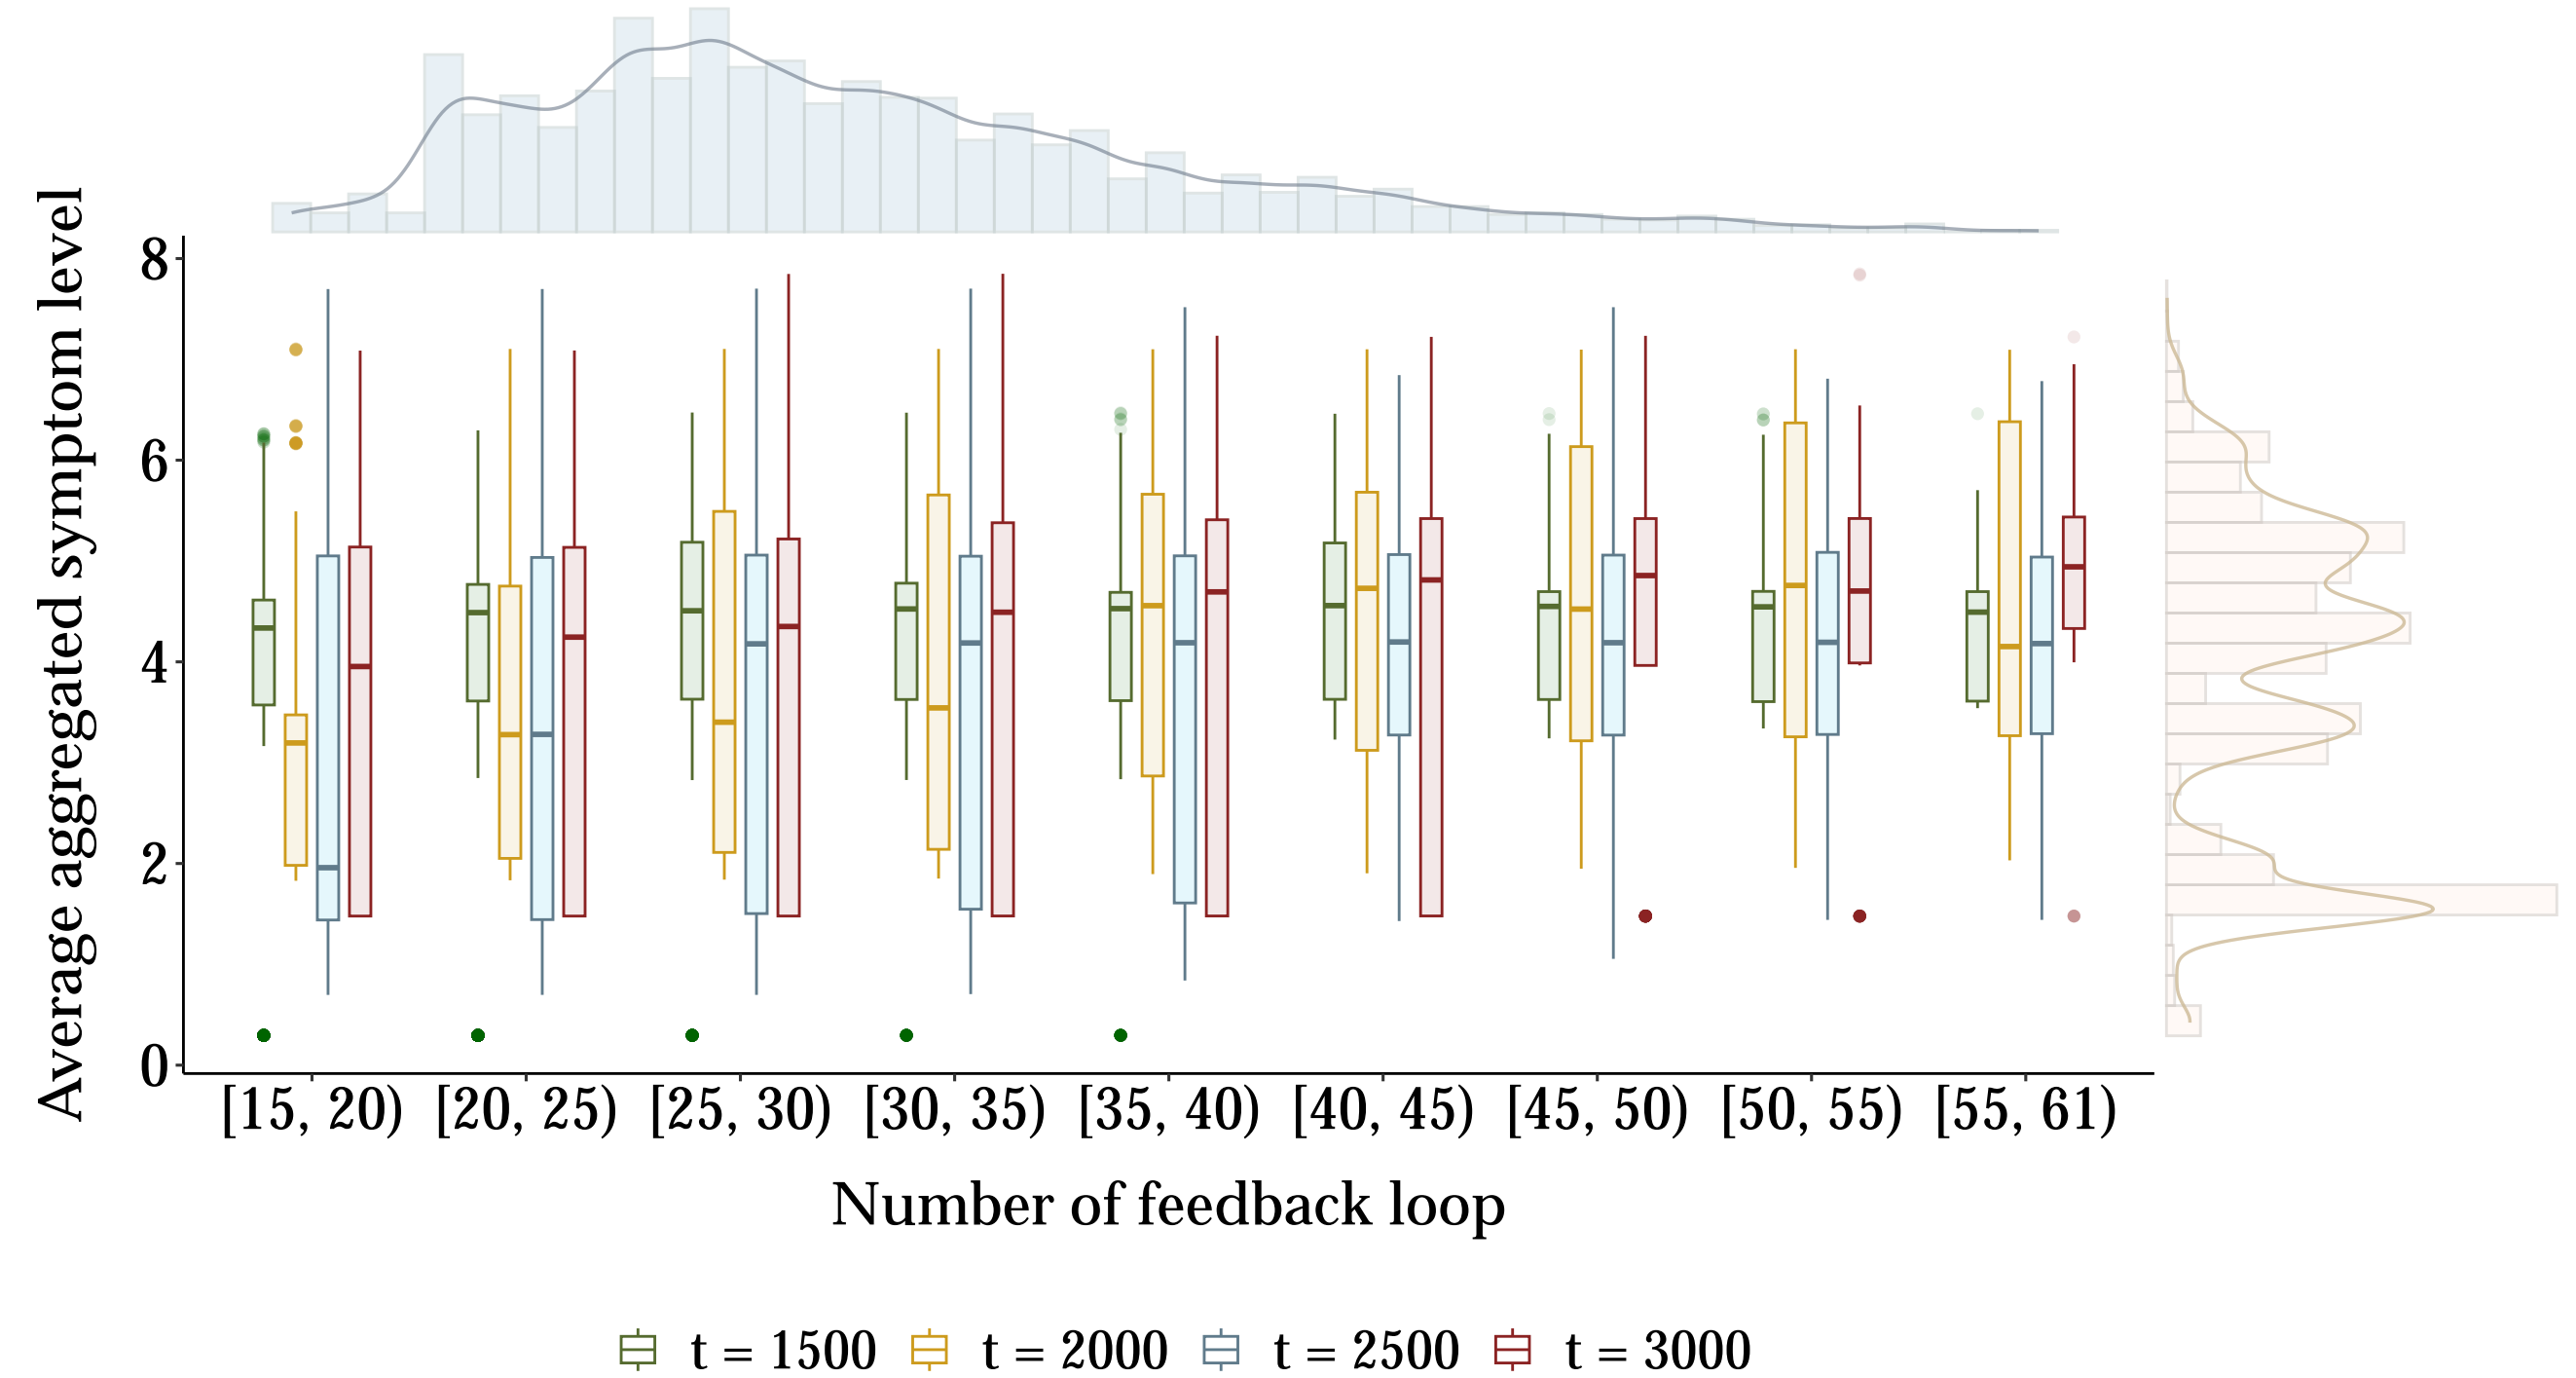 Average aggregated symptom level
8
6
4
2
0
[15, 20) [20, 25) [25, 30) [30, 35) [35, 40) [40, 45) [45, 50) [50, 55) [55, 61)
Number of feedback loop
t = 1500 t = 2000 t = 2500 t = 3000